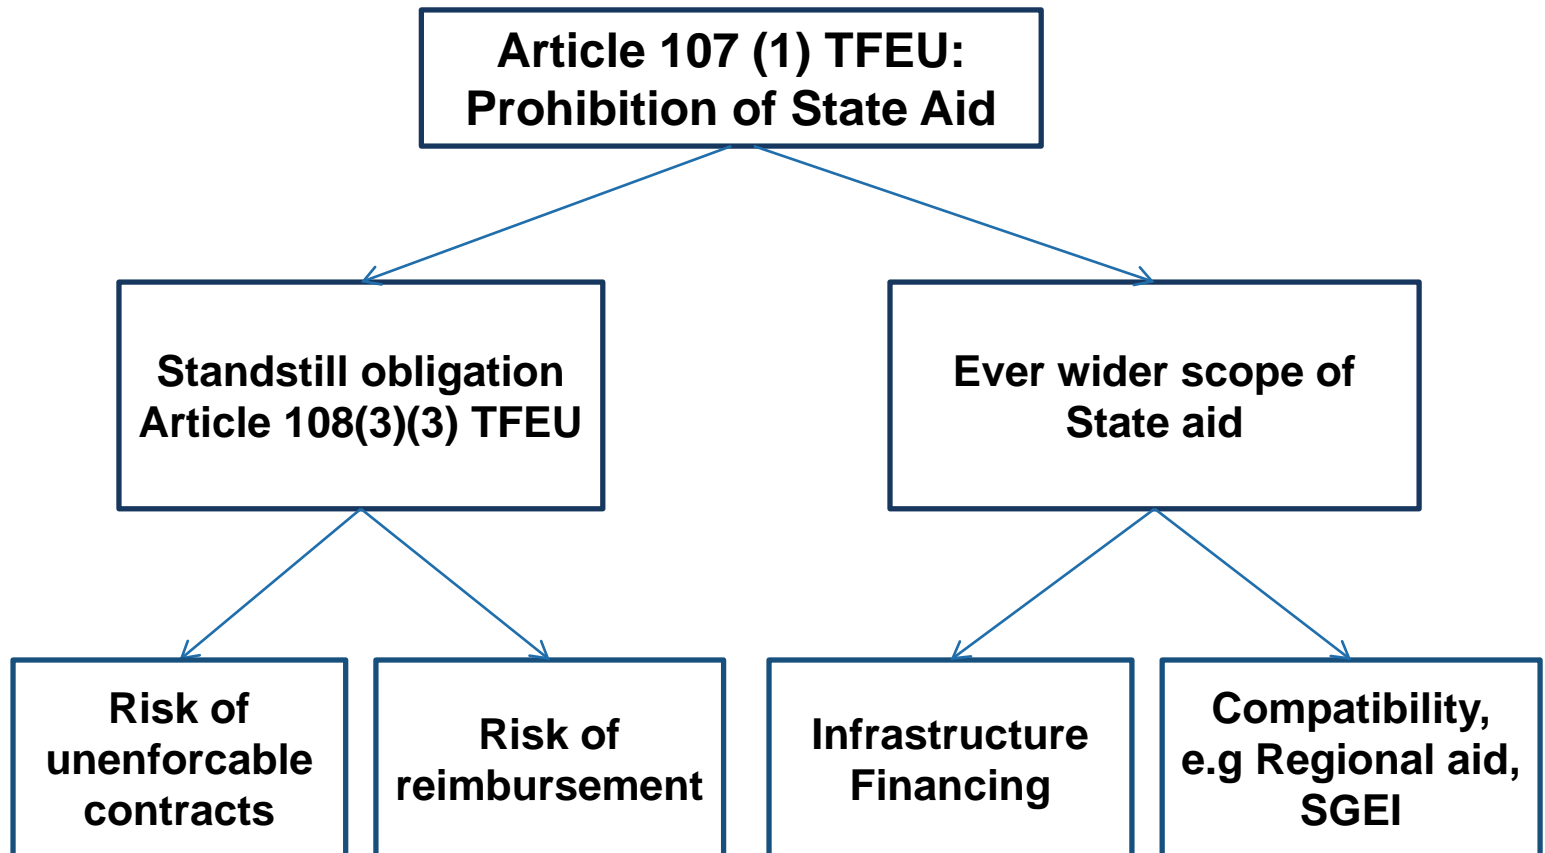 Article 107 (1) TFEU:
Prohibition of State Aid
Standstill obligation
Article 108(3)(3) TFEU
Ever wider scope of
State aid
Risk of
unenforcable
contracts
Risk of
reimbursement
Infrastructure
Financing
Compatibility,
e.g Regional aid,
SGEI